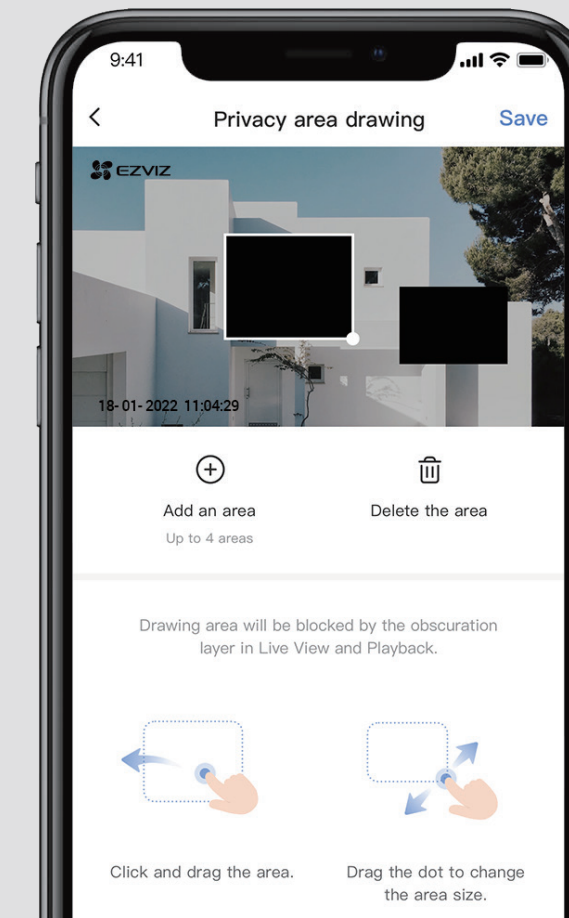 9:41
Privacy area drawing
Save
EZVIZ
18-01-2022 11:04:29
Add an area
Delete the area
Up to 4 areas
Drawing area will be blocked by the obscuration
layer in Live View and Playback.
Click and drag the area.
Drag the dot to change
the area size.